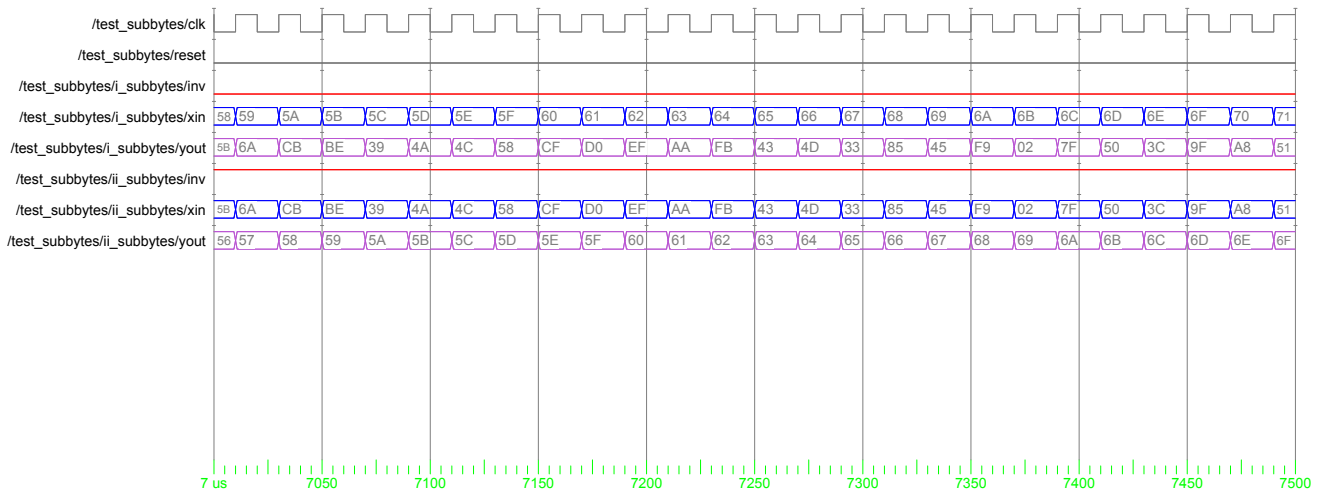 /test_subbytes/clk
/test_subbytes/reset
/test_subbytes/i_subbytes/inv
/test_subbytes/i_subbytes/xin 58 59 5A 5B 5C 5D 5E 5F 60 61 62 63 64 65 66 67 68 69 6A 6B 6C 6D 6E 6F 70 71
/test_subbytes/i_subbytes/yout 5B 6A CB BE 39 4A 4C 58 CF D0 EF AA FB 43 4D 33 85 45 F9 02 7F 50 3C 9F A8 51
/test_subbytes/ii_subbytes/inv
/test_subbytes/ii_subbytes/xin 5B 6A CB BE 39 4A 4C 58 CF D0 EF AA FB 43 4D 33 85 45 F9 02 7F 50 3C 9F A8 51
/test_subbytes/ii_subbytes/yout 56 57 58 59 5A 5B 5C 5D 5E 5F 60 61 62 63 64 65 66 67 68 69 6A 6B 6C 6D 6E 6F
7 us 7050 7100 7150 7200 7250 7300 7350 7400 7450 7500